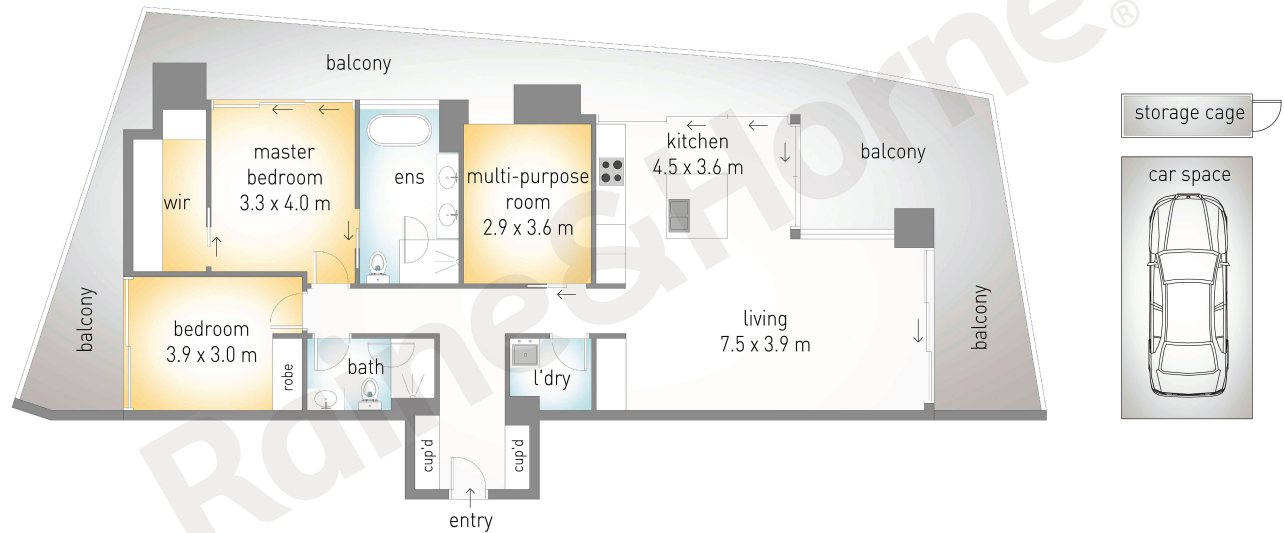 balcony
master
bedroom
3.3 x 4.0 m
wir
ens
multi-purpose
room
2.9 x 3.6 m
kitchen
4.5 x 3.6 m
balcony
storage cage
car space
balcony
bedroom
3.9 x 3.0 m
robe
bath
l'dry
living
7.5 x 3.9 m
balcony
cup'd
cup'd
entry
Raine&Horne®